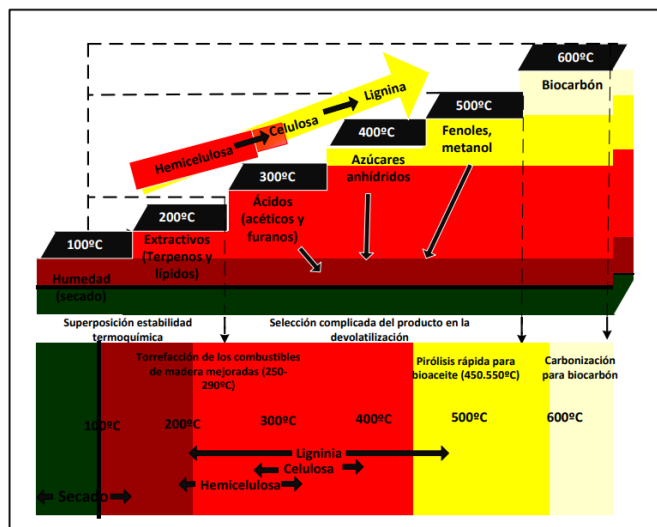 600ºC
Biocarbón
500ºC
Fenoles,
metanol
Hemicelulosa
Celulosa
Lignina
400ºC
Azúcares
anhídridos
300ºC
Ácidos
(acéticos y
furanos)
200ºC
Extractivos
(Terpenos y
lípidos)
100ºC
Humedad
(secado)
Superposición estabilidad
termoquímica
Selección complicada del producto en la
devolatilización
Torrefacción de los combustibles
de madera mejoradas (250-
290ºC)
Pirólisis rápida para
bioaceite (450.550ºC)
Carbonización
para biocarbón
100ºC
200ºC
300ºC
400ºC
500ºC
600ºC
Ligninia
Celulosa
Hemicelulosa
Secado